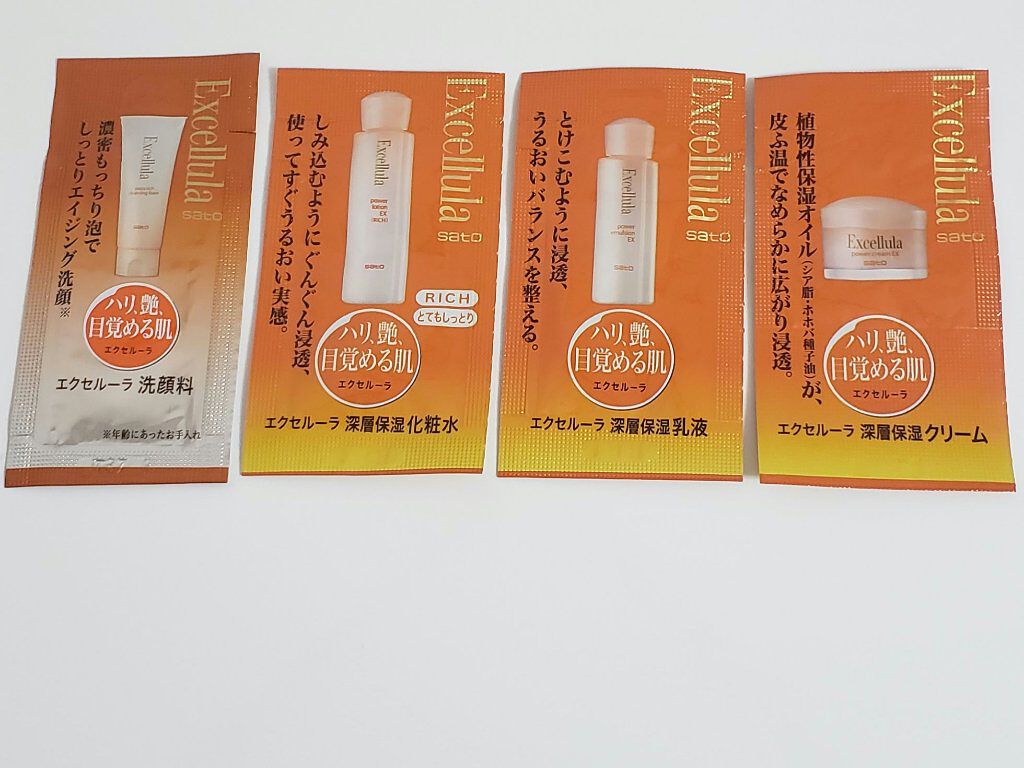 Excellula
sato
濃密もっちり泡で
しっとりエイジング洗顔※
Excellula
cleansing foam
sato
ハリ、艶、
目覚める肌
エクセルーラ
エクセルーラ 洗顔料
※年齢にあったお手入れ
Excellula
sato
しみ込むようにぐんぐん浸透、
使ってすぐうるおい実感。
Excellula
power
lotion
EX
[RICH]
sato
RICH
とてもしっとり
ハリ、艶、
目覚める肌
エクセルーラ
エクセルーラ 深層保湿化粧水
Excellula
sato
とけこむように浸透、
うるおいバランスを整える。
Excellula
power
emulsion
EX
sato
ハリ、艶、
目覚める肌
エクセルーラ
エクセルーラ 深層保湿乳液
Excellula
sato
植物性保湿オイル(シア脂・ホホバ種子油)が、
皮ふ温でなめらかに広がり浸透。
Excellula
power cream EX
sato
ハリ、艶、
目覚める肌
エクセルーラ
エクセルーラ 深層保湿クリーム